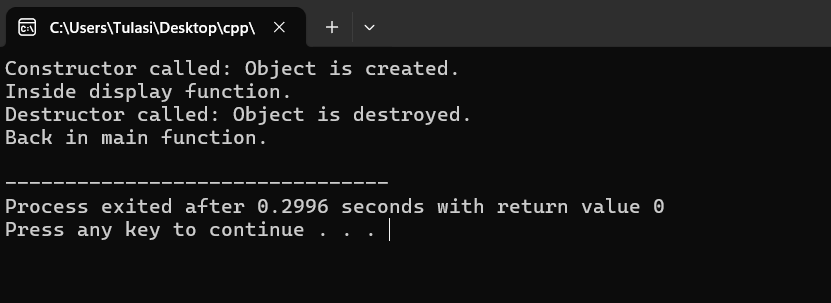 C:\Users\Tulasi\Desktop\cpp\
Constructor called: Object is created.
Inside display function.
Destructor called: Object is destroyed.
Back in main function.
--------------------------------
Process exited after 0.2996 seconds with return value 0
Press any key to continue . . .